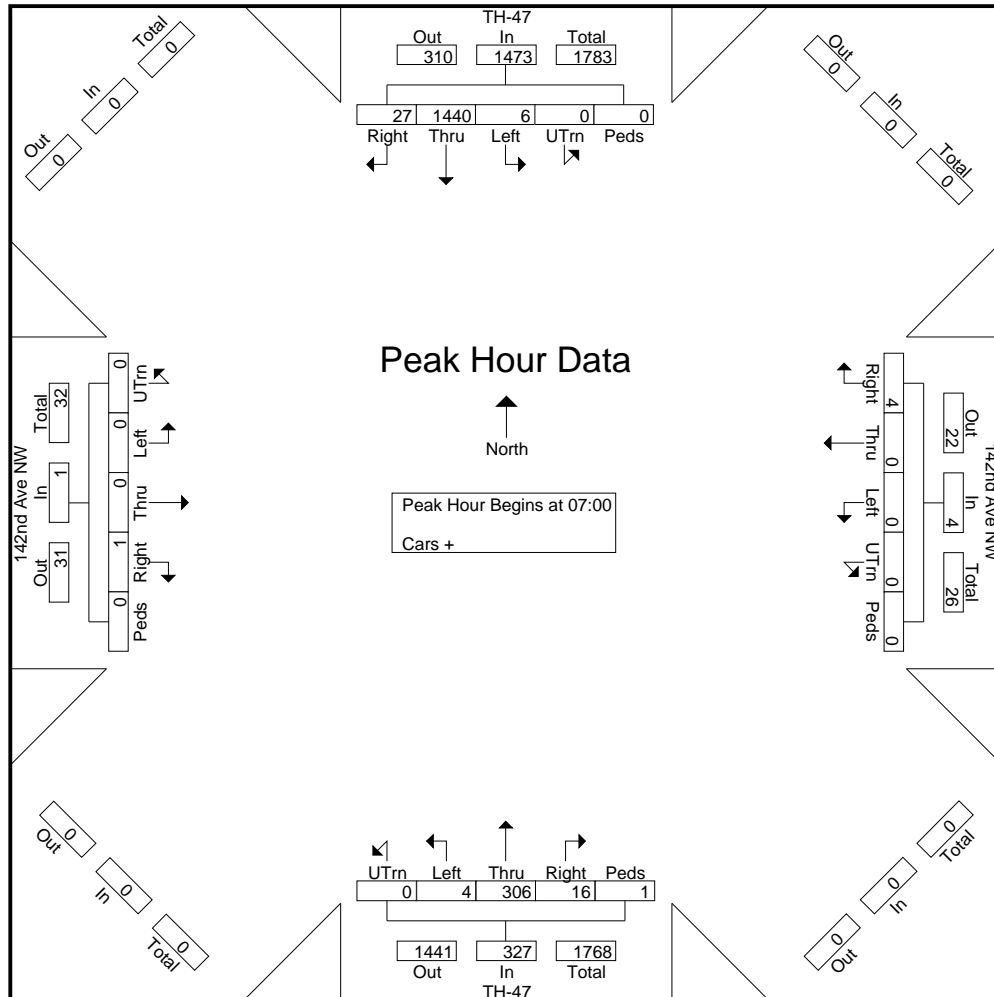 TH-47
Out In Total
310 1473 1783
27 1440 6 0 0
Right Thru Left UTrn Peds
Total 0
In 0
Out 0
Out 0
In 0
Total 0
142nd Ave NW
Total 32
In 1
Out 31
0 UTrn
0 Left
0 Thru
1 Right
0 Peds
Peak Hour Data
North
Peak Hour Begins at 07:00
Cars +
Right 4
Thru 0
Left 0
UTrn 0
Peds 0
Out 22
In 4
Total 26
142nd Ave NW
Out 0
In 0
Total 0
Total 0
In 0
Out 0
UTrn Left Thru Right Peds
0 4 306 16 1
1441 327 1768
Out In Total
TH-47